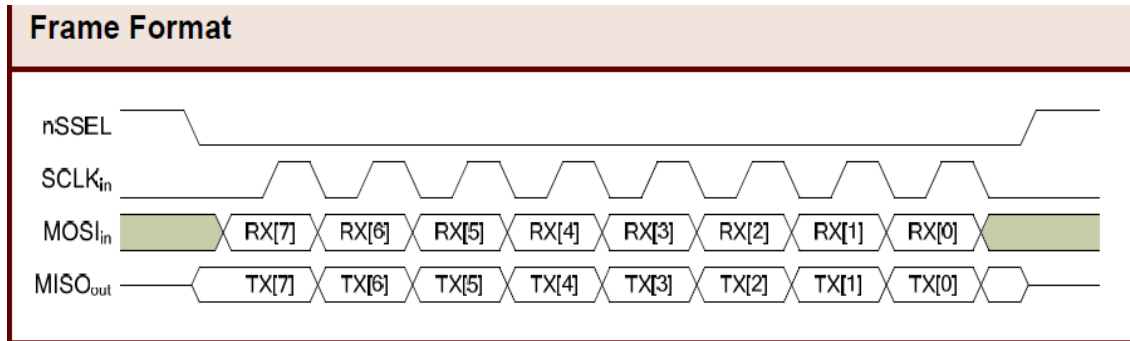 Frame Format
nSSEL
SCLKin
MOSIin RX[7] RX[6] RX[5] RX[4] RX[3] RX[2] RX[1] RX[0]
MISOout TX[7] TX[6] TX[5] TX[4] TX[3] TX[2] TX[1] TX[0]